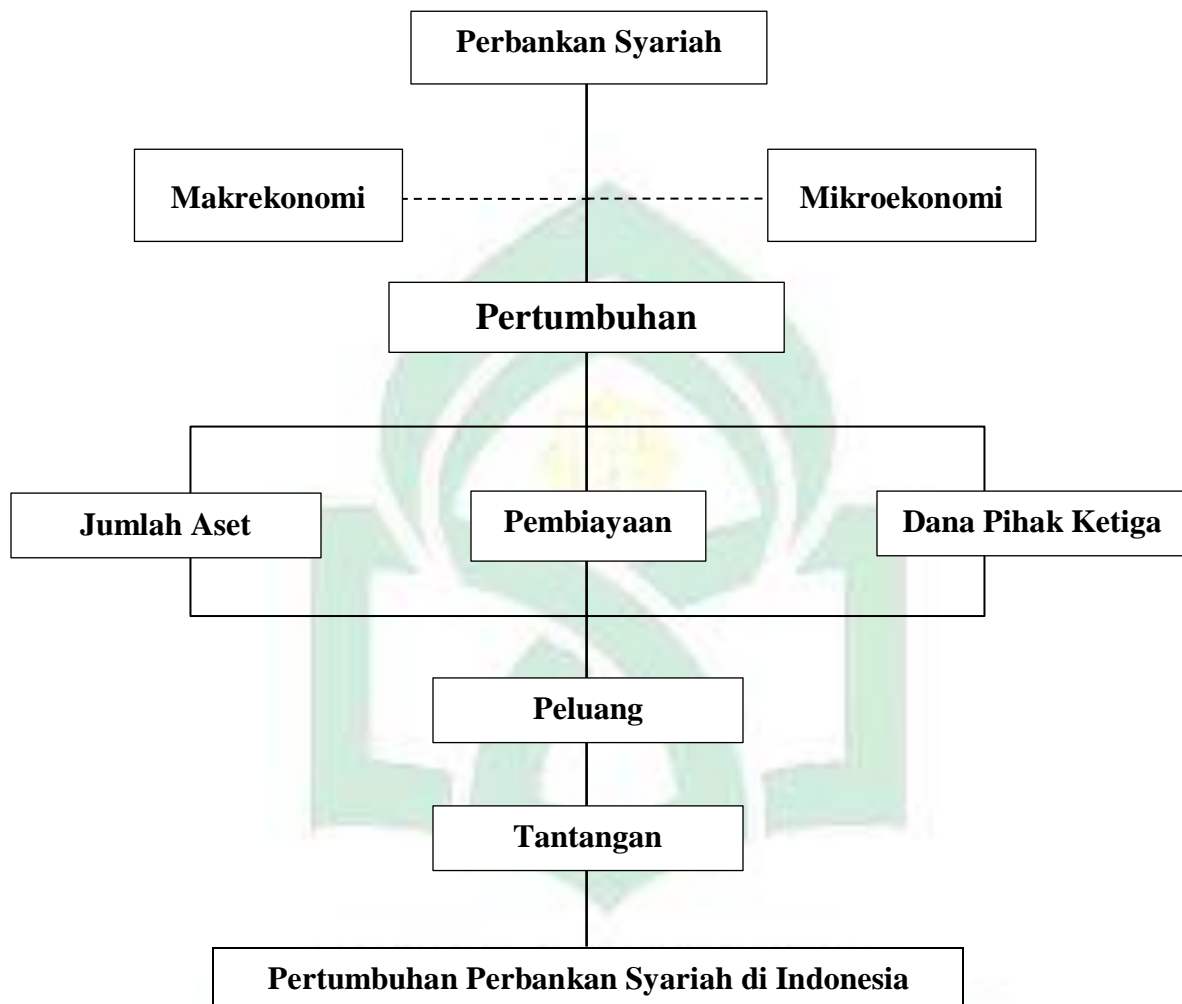 Perbankan Syariah
Makrekonomi
Mikroekonomi
Pertumbuhan
Jumlah Aset
Pembiayaan
Dana Pihak Ketiga
Peluang
Tantangan
Pertumbuhan Perbankan Syariah di Indonesia